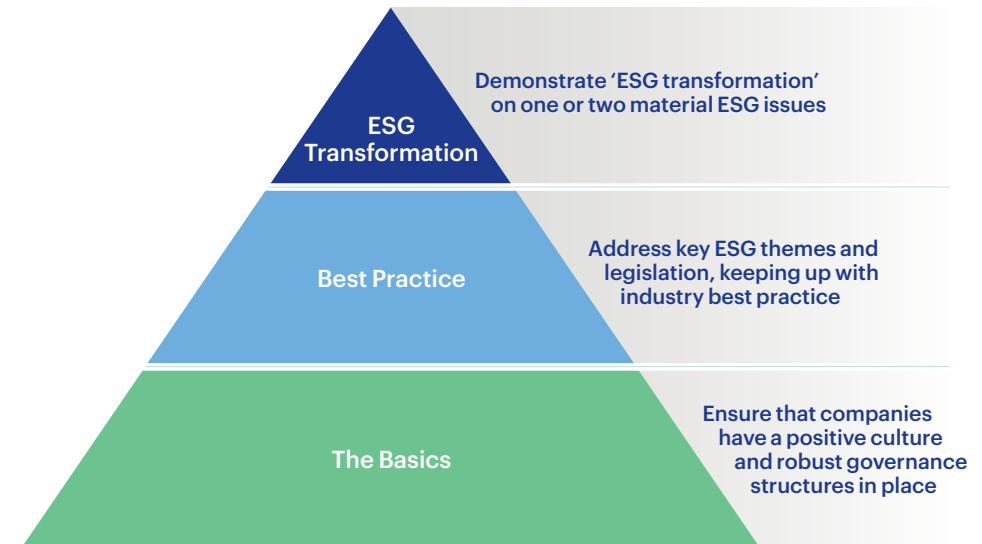 ESG
Transformation
Demonstrate ‘ESG transformation’
on one or two material ESG issues
Best Practice
Address key ESG themes and
legislation, keeping up with
industry best practice
The Basics
Ensure that companies
have a positive culture
and robust governance
structures in place